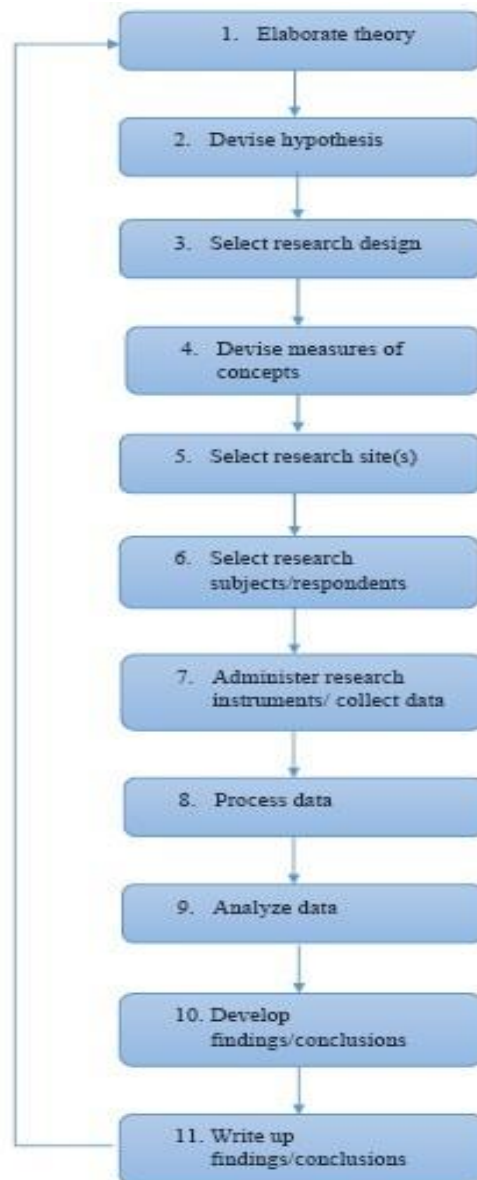 1. Elaborate theory
2. Devise hypothesis
3. Select research design
4. Devise measures of
concepts
5. Select research site(s)
6. Select research
subjects/respondents
7. Administer research
instruments/ collect data
8. Process data
9. Analyze data
10. Develop
findings/conclusions
11. Write up
findings/conclusions